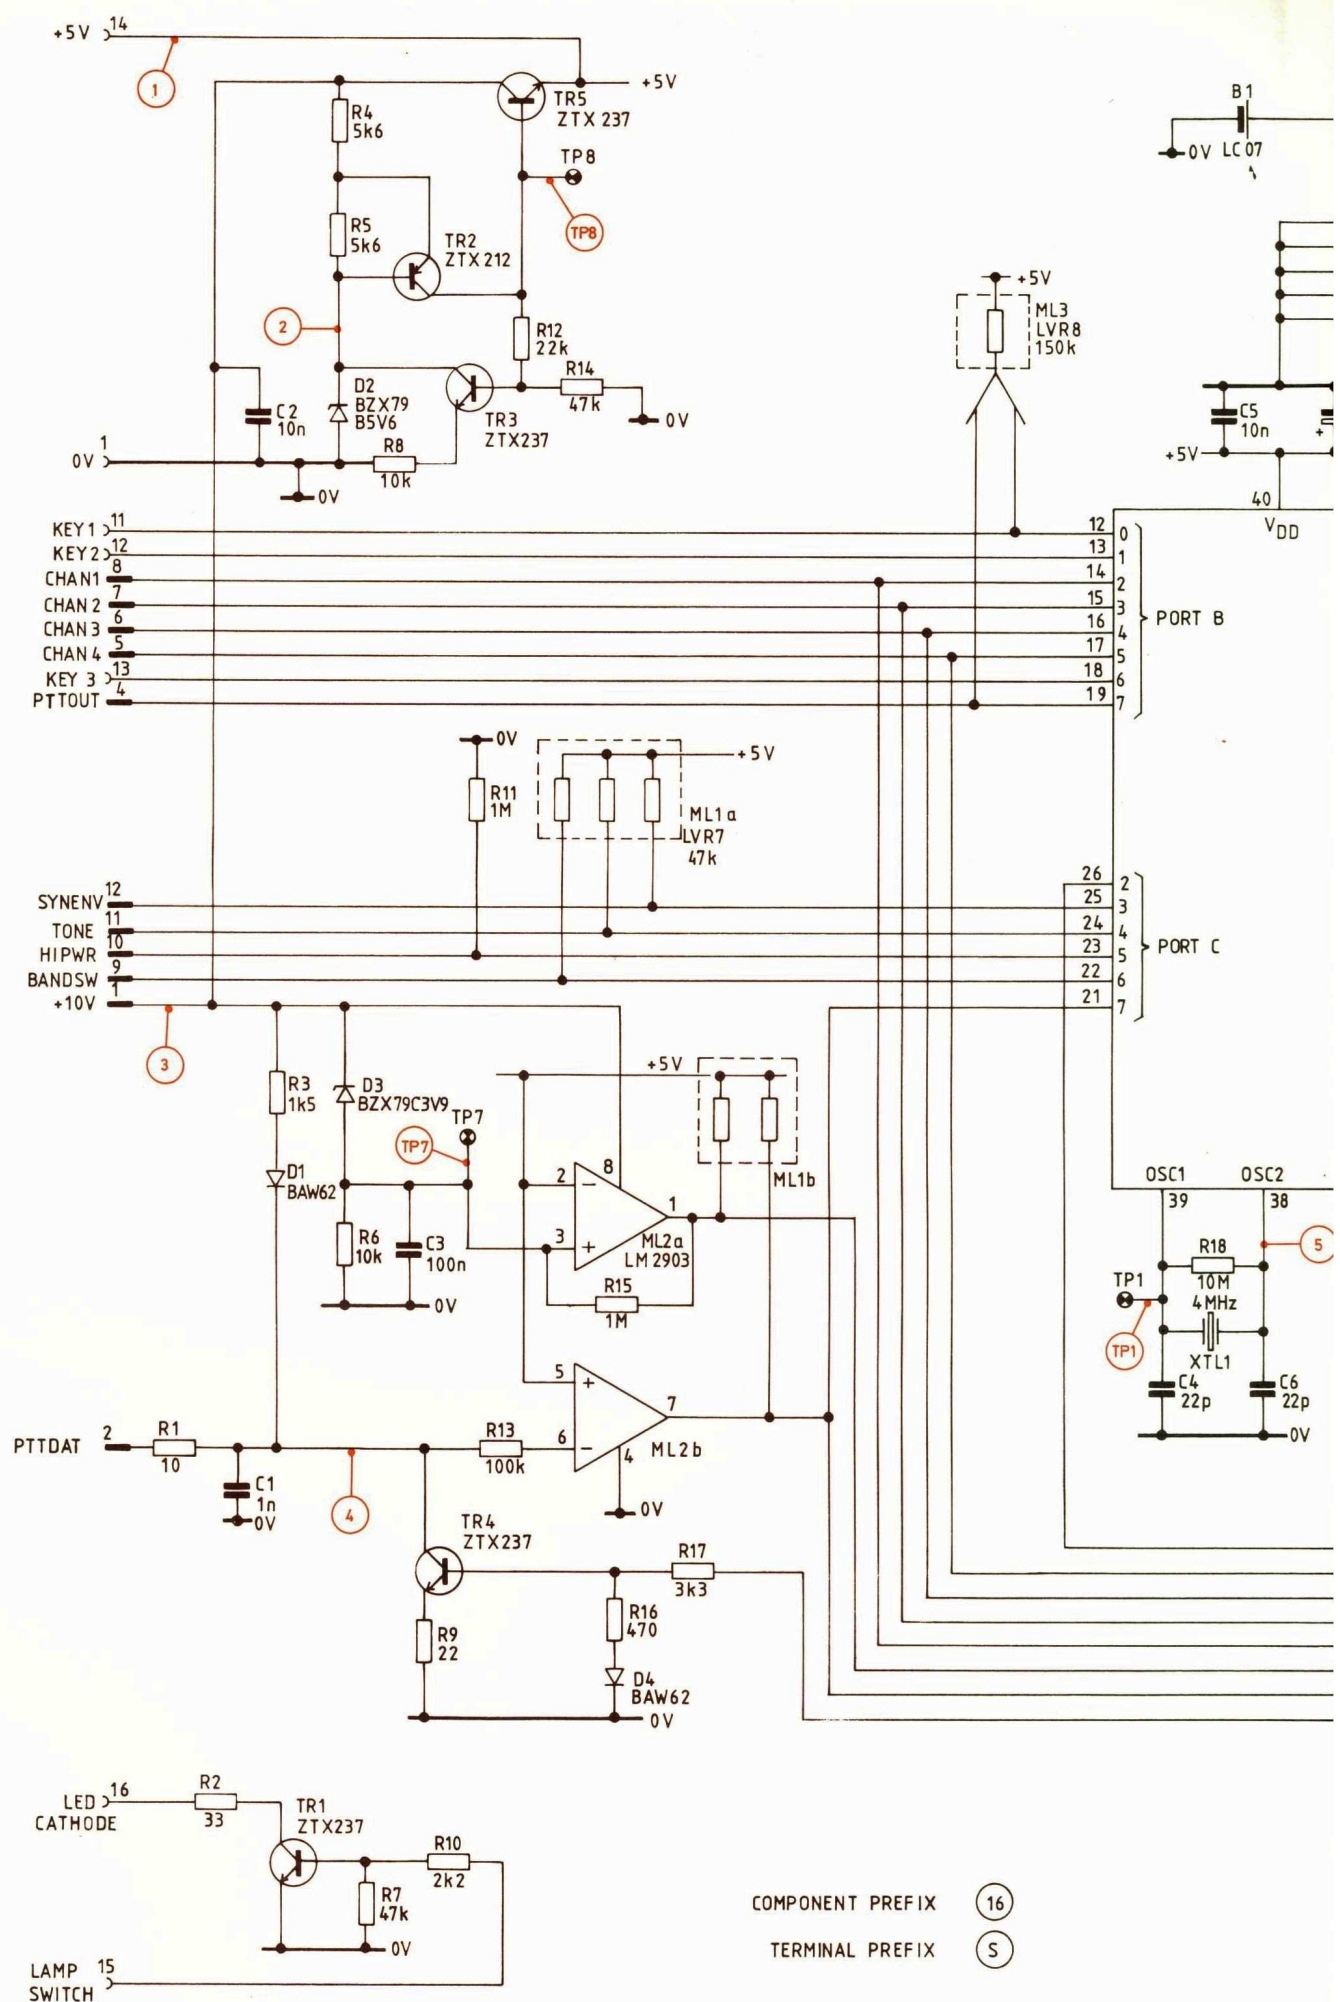 +5V 14
1
+5V
TR5
ZTX 237
R4
5k6
TP8
TP8
R5
5k6
TR2
ZTX 212
2
R12
22k
R14
47k
0V
TR3
ZTX237
D2
BZX79
B5V6
C2
10n
R8
10k
0V 1
0V
B1
0V LC07
+5V
ML3
LVR8
150k
C5
10n
+
+5V
40
VDD
KEY1 11
KEY2 12
CHAN1 8
CHAN 2 7
CHAN 3 6
CHAN 4 5
KEY 3 13
PTTOUT 4
12 0
13 1
14 2
15 3
16 4
17 5
18 6
19 7
PORT B
0V
R11
1M
+5V
ML1a
LVR7
47k
SYNENV 12
TONE 11
HIPWR 10
BANDSW 9
+10V 1
26 2
25 3
24 4
23 5
22 6
21 7
PORT C
3
R3
1k5
D3
BZX79C3V9
TP7
TP7
+5V
ML1b
D1
BAW62
R6
10k
C3
100n
0V
2 −
3 +
8
1
ML2a
LM 2903
R15
1M
5 +
6 −
7
4
ML2b
0V
OSC1
39
OSC2
38
5
R18
10M
TP1
4MHz
TP1
XTL1
C4
22p
C6
22p
0V
PTTDAT 2
R1
10
C1
1n
0V
4
R13
100k
TR4
ZTX237
R17
3k3
R16
470
R9
22
D4
BAW62
0V
LED 16
CATHODE
R2
33
TR1
ZTX237
R10
2k2
R7
47k
0V
LAMP 15
SWITCH
COMPONENT PREFIX 16
TERMINAL PREFIX S